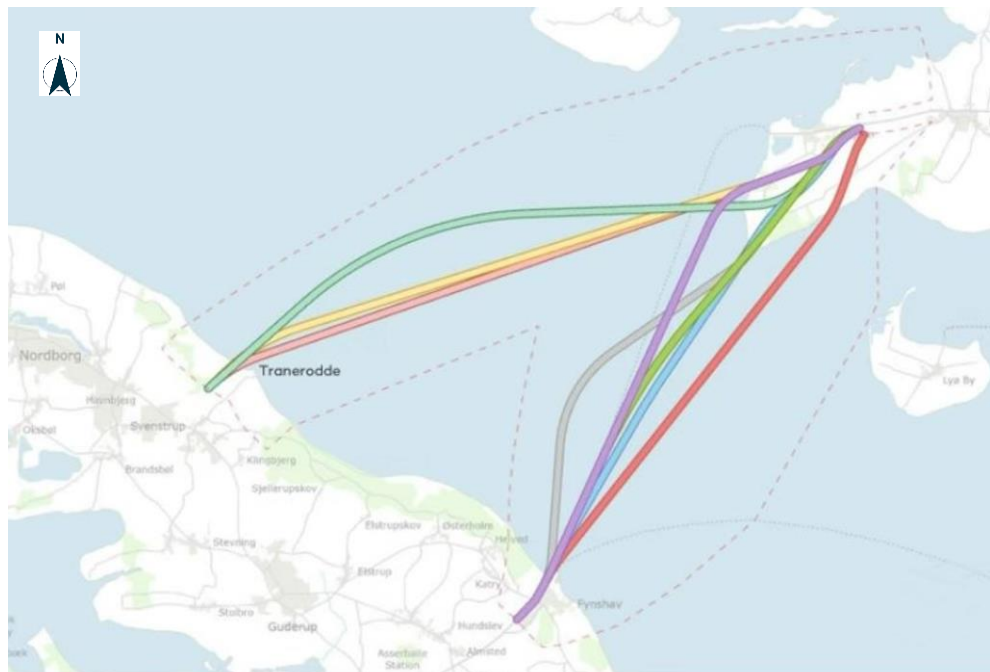 N
Pøl
Nordborg
Tranerodde
Lyø By
Havnbjerg
Oksbøl
Svenstrup
Klingbjerg
Brandsbøl
Sjellerupskov
Elstrupskov
Østerholm
Helved
Stevning
Elstrup
Katry
Fynshav
Stolbro
Guderup
Hundslev
Almsted
Asserballe
Station